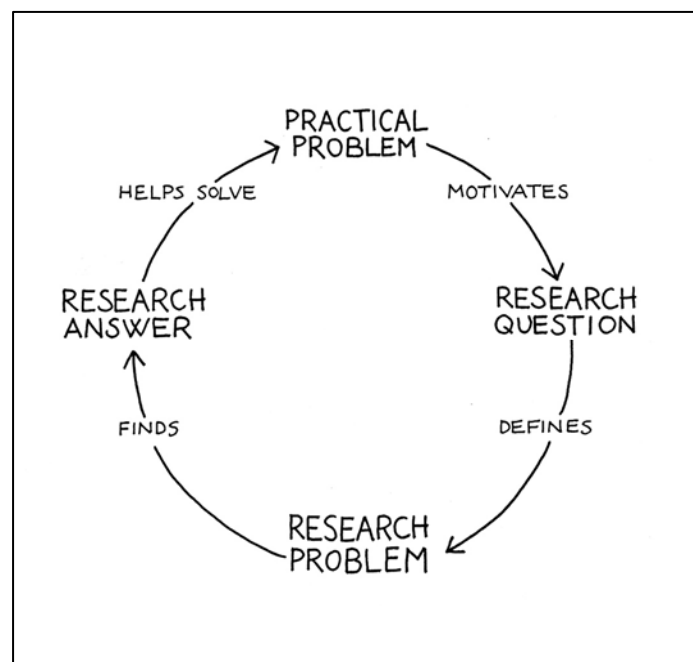 PRACTICAL
PROBLEM
HELPS SOLVE
MOTIVATES
RESEARCH
ANSWER
RESEARCH
QUESTION
FINDS
DEFINES
RESEARCH
PROBLEM